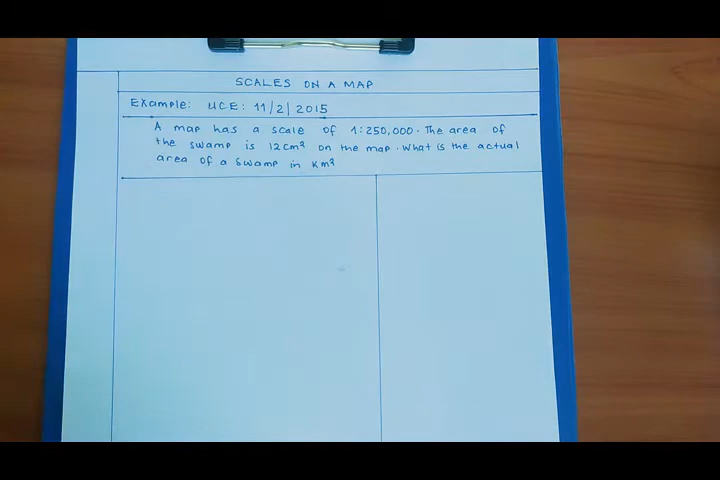 SCALES ON A MAP
Example: UCE: 11/2/2015
A map has a scale of 1:250,000. The area of
the swamp is 12cm² on the map. What is the actual
area of a swamp in km²